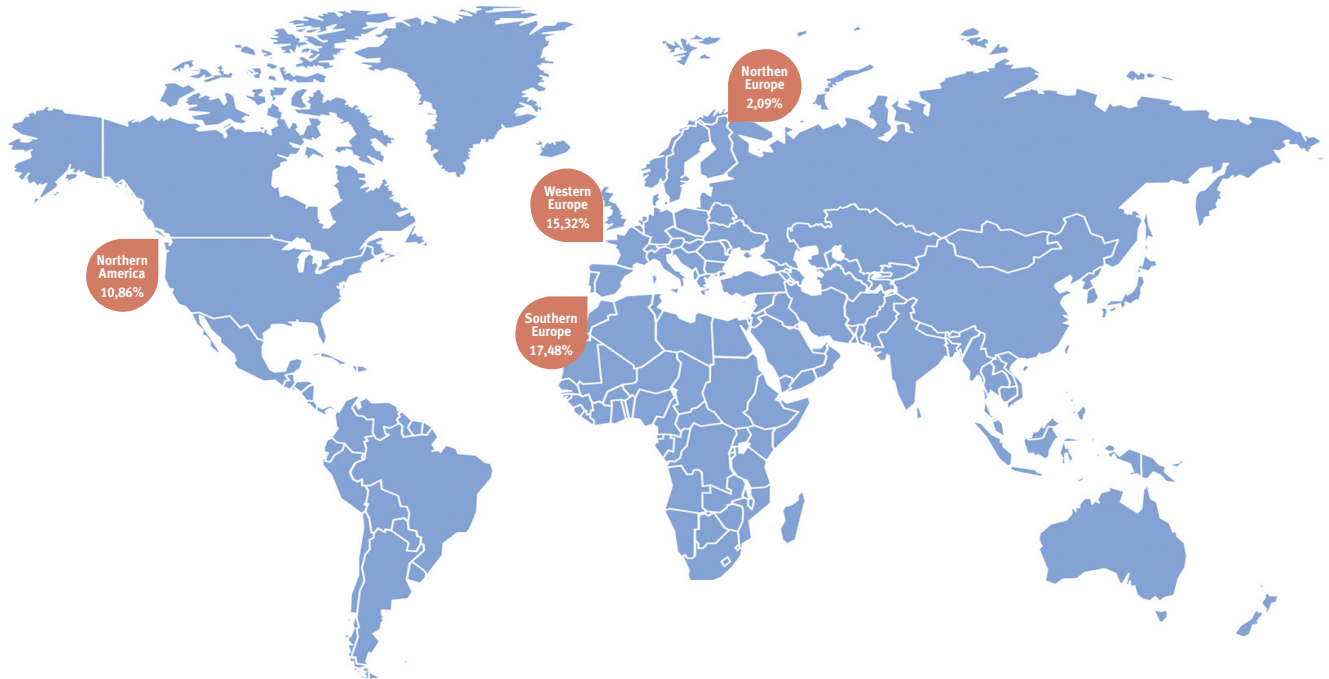 Northen
Europe
2,09%
Western
Europe
15,32%
Northern
America
10,86%
Southern
Europe
17,48%